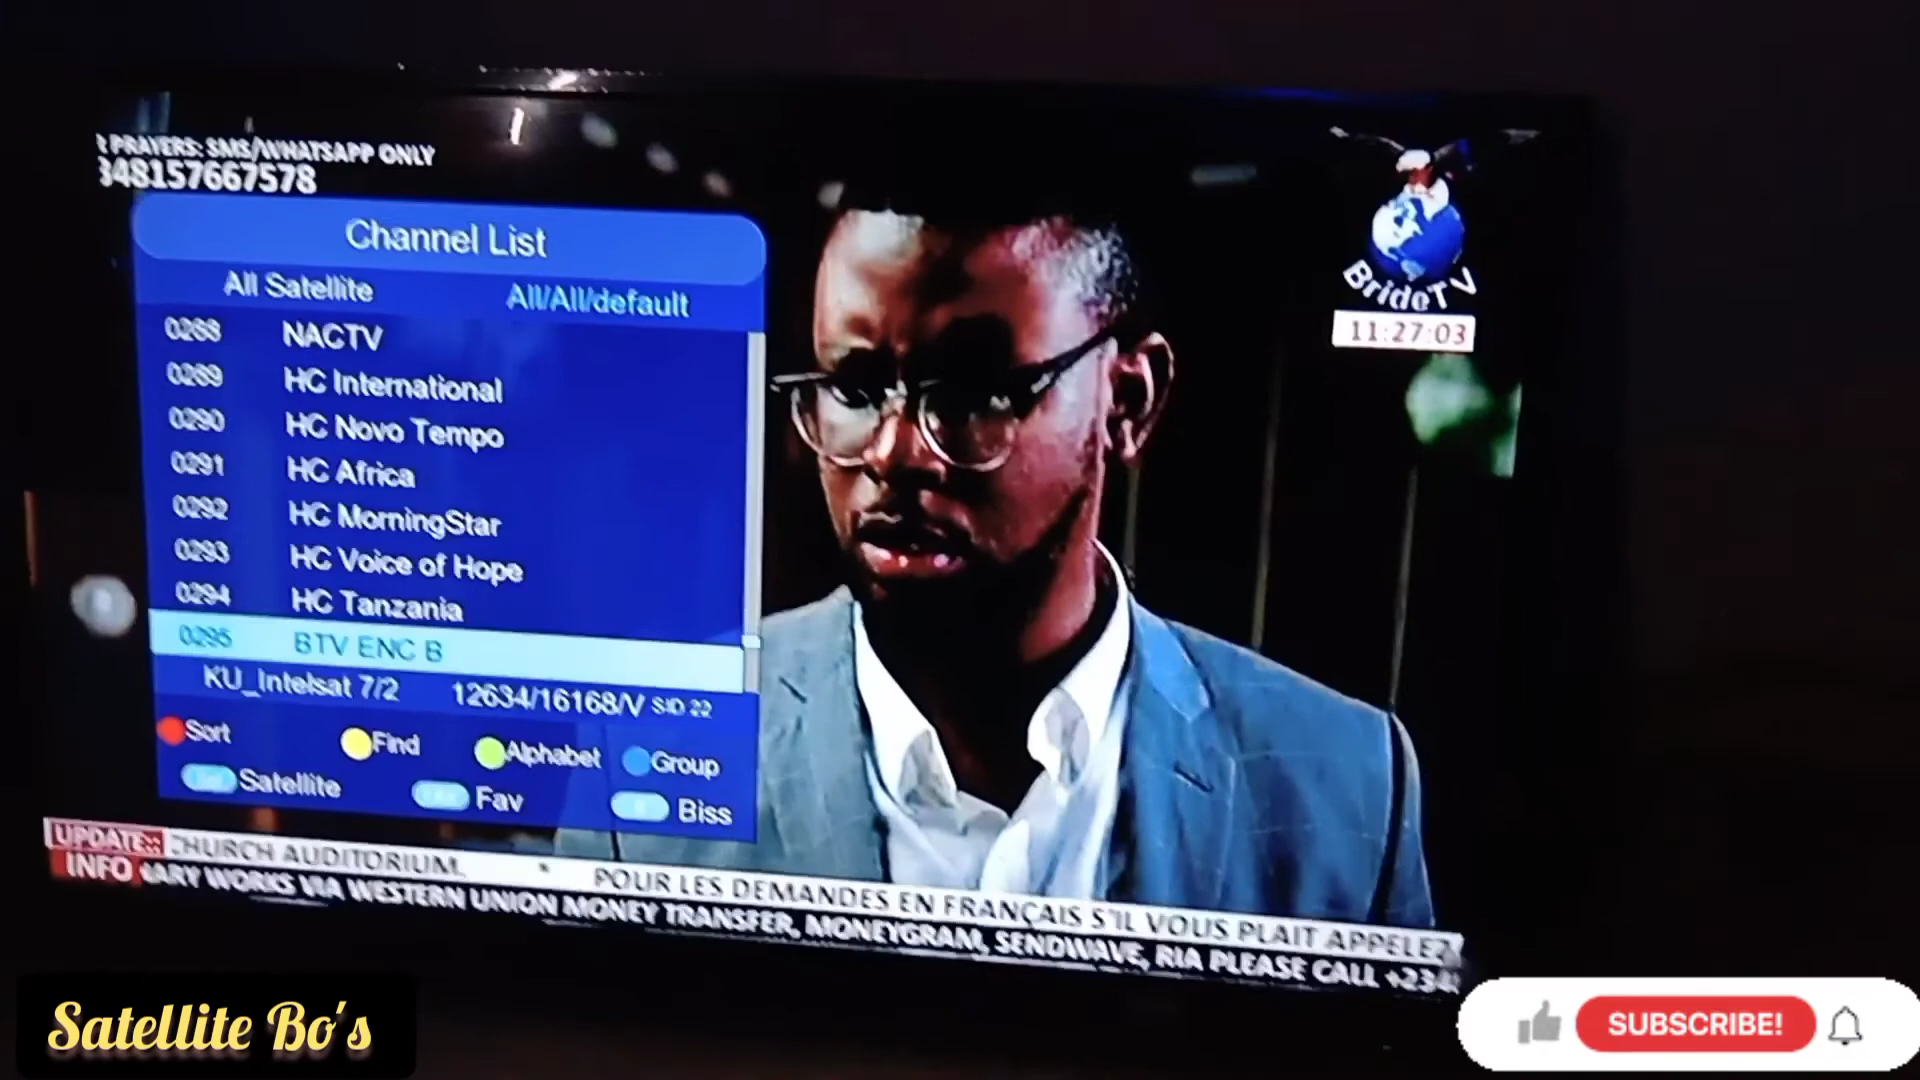 PRAYERS: SMS/WHATSAPP ONLY
348157667578
Channel List
All Satellite All/All/default
0288 NACTV
0289 HC International
0290 HC Novo Tempo
0291 HC Africa
0292 HC MorningStar
0293 HC Voice of Hope
0294 HC Tanzania
0295 BTV ENC B
KU_Intelsat 7/2 12634/16168/V SID 22
Sort Find Alphabet Group
Satellite Fav Biss
BrideTV
11:27:03
UPDATE:: CHURCH AUDITORIUM. * POUR LES DEMANDES EN FRANÇAIS S'IL VOUS PLAIT APPELEZ
INFO WORKS VIA WESTERN UNION MONEY TRANSFER, MONEYGRAM, SENDWAVE, RIA PLEASE CALL +234
Satellite Bo's
SUBSCRIBE!